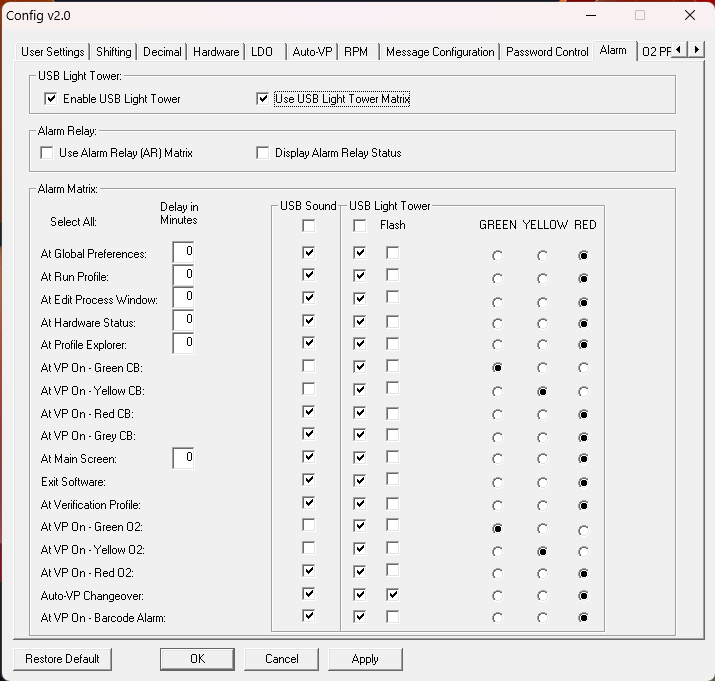 Config v2.0
User Settings Shifting Decimal Hardware LDO Auto-VP RPM Message Configuration Password Control Alarm O2 PF
USB Light Tower:
Enable USB Light Tower Use USB Light Tower Matrix
Alarm Relay:
Use Alarm Relay (AR) Matrix Display Alarm Relay Status
Alarm Matrix:
Delay in
Minutes
USB Sound USB Light Tower
Select All: Flash GREEN YELLOW RED
At Global Preferences: 0
At Run Profile: 0
At Edit Process Window: 0
At Hardware Status: 0
At Profile Explorer: 0
At VP On - Green CB:
At VP On - Yellow CB:
At VP On - Red CB:
At VP On - Grey CB:
At Main Screen: 0
Exit Software:
At Verification Profile:
At VP On - Green O2:
At VP On - Yellow O2:
At VP On - Red O2:
Auto-VP Changeover:
At VP On - Barcode Alarm:
Restore Default OK Cancel Apply